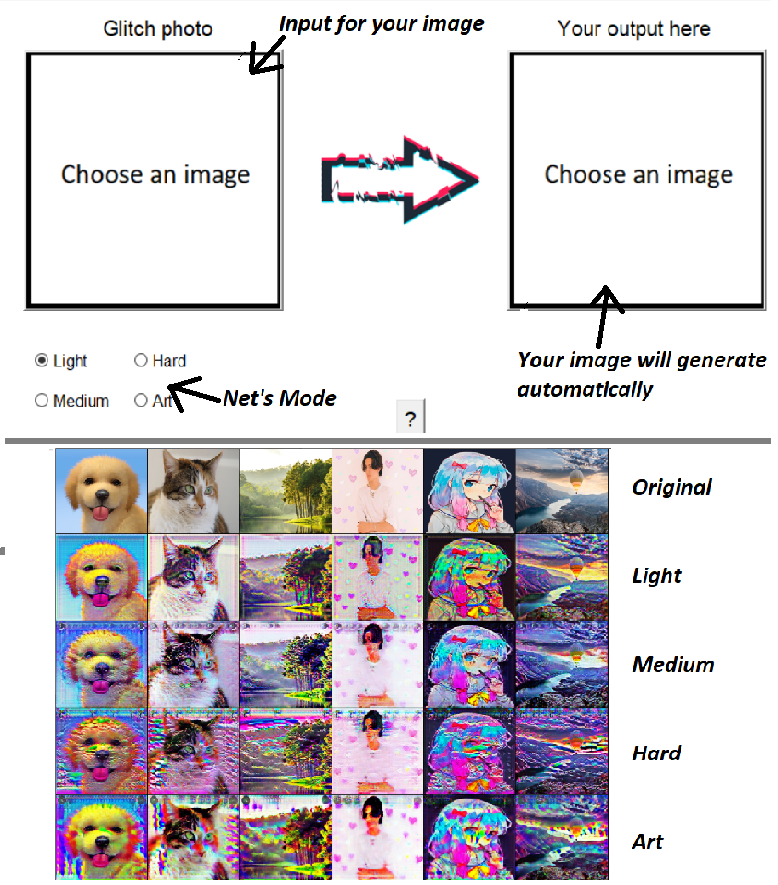 Glitch photo
Input for your image
Your output here
Choose an image
Choose an image
Light
Hard
Your image will generate
automatically
Medium
Art
Net's Mode
?
Original
Light
Medium
Hard
Art